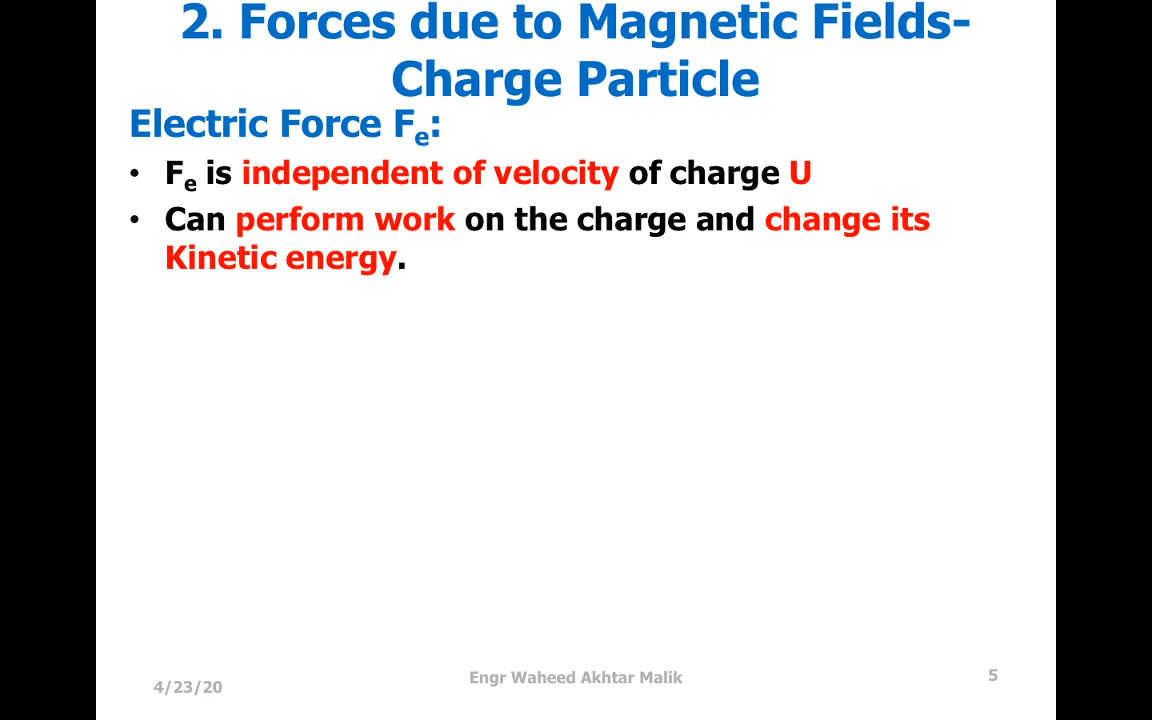 2. Forces due to Magnetic Fields-
Charge Particle
Electric Force Fe:
• Fe is independent of velocity of charge U
• Can perform work on the charge and change its
Kinetic energy.
4/23/20
Engr Waheed Akhtar Malik
5